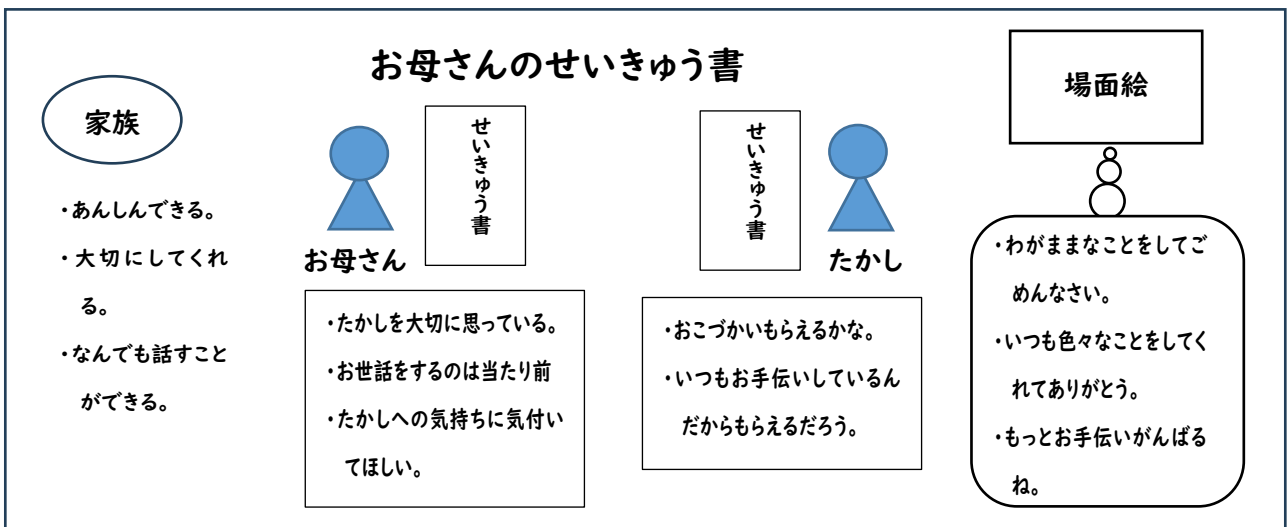 お母さんのせいきゅう書
場面絵
・わがままなことをしてご
めんなさい。
・いつも色々なことをしてく
れてありがとう。
・もっとお手伝いがんばる
ね。
せいきゅう書
たかし
・おこづかいもらえるかな。
・いつもお手伝いしているん
だからもらえるだろう。
せいきゅう書
お母さん
・たかしを大切に思っている。
・お世話をするのは当たり前
・たかしへの気持ちに気付い
てほしい。
家族
・あんしんできる。
・大切にしてくれ
る。
・なんでも話すこと
ができる。